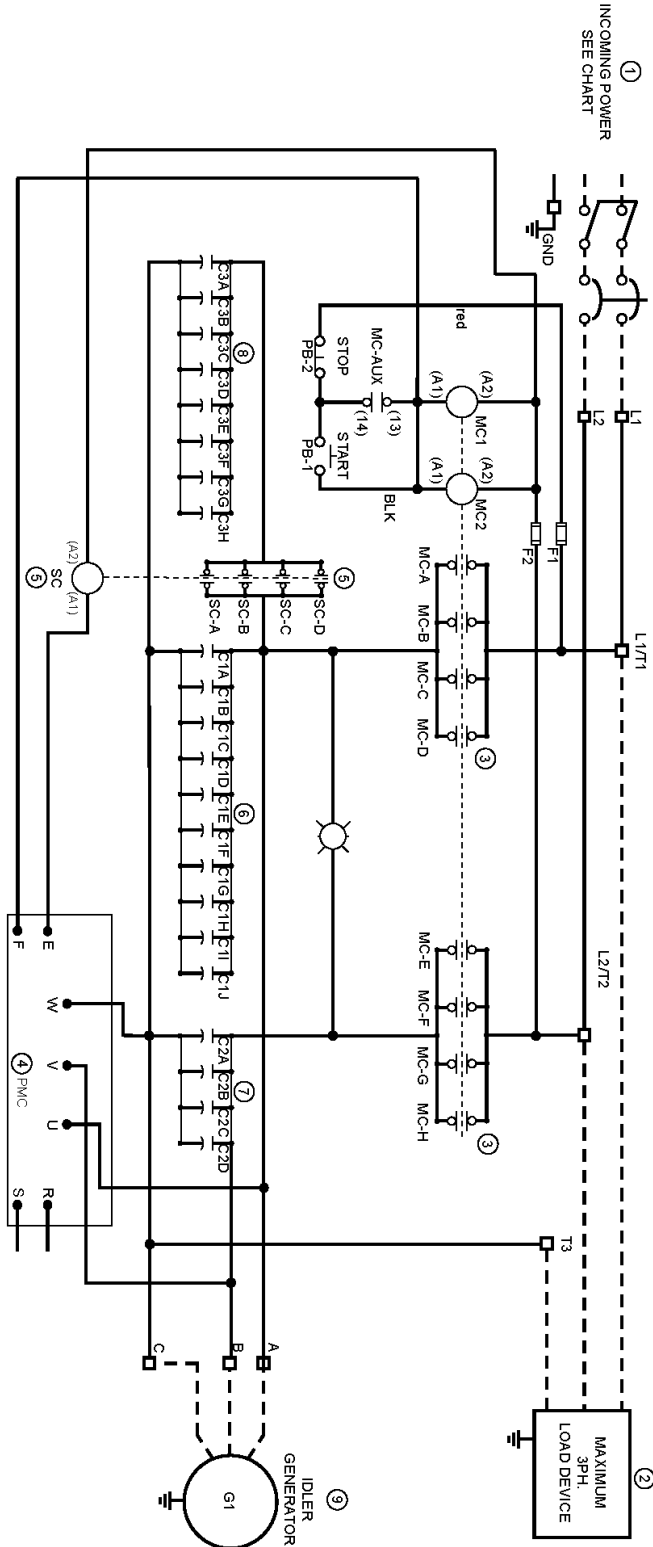 ①
INCOMING POWER
SEE CHART
GND
L1
L2
L1/T1
L2/T2
T3
②
MAXIMUM
3PH.
LOAD DEVICE
F1
F2
red
(A2)
MC1
(A1)
(A2)
MC2
(A1)
MC-AUX
(13)
(14)
STOP
PB-2
START
PB-1
BLK
MC-A
MC-B
MC-C
MC-D
③
MC-E
MC-F
MC-G
MC-H
③
C3A
C3B
C3C
C3D
C3E
C3F
C3G
C3H
⑧
⑤
SC-A
SC-B
SC-C
SC-D
(A2)
SC
(A1)
⑤
C1A
C1B
C1C
C1D
C1E
C1F
C1G
C1H
C1I
C1J
⑥
C2A
C2B
C2C
C2D
⑦
A
B
C
⑨
IDLER
GENERATOR
G1
E
F
W
V
U
④ PMC
R
S